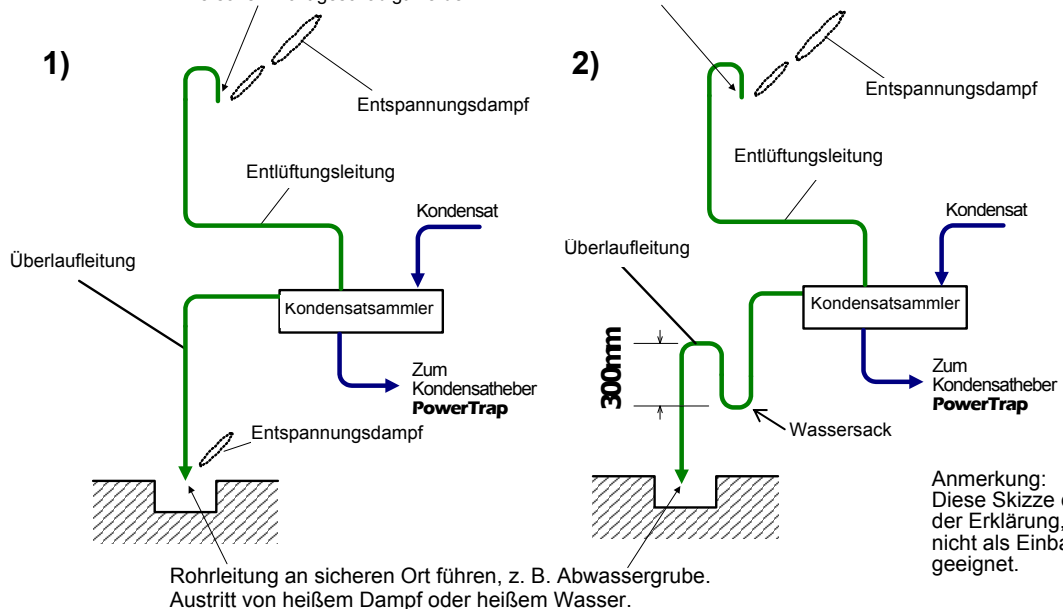 1)
Entspannungsdampf
Entlüftungsleitung
Kondensat
Überlaufleitung
Kondensatsammler
Zum
Kondensatheber
PowerTrap
Entspannungsdampf
2)
Entspannungsdampf
Entlüftungsleitung
Kondensat
Überlaufleitung
Kondensatsammler
300mm
Zum
Kondensatheber
PowerTrap
Wassersack
Anmerkung:
Diese Skizze
der Erklärung,
nicht als
geeignet.
Rohrleitung an sicheren Ort führen, z. B. Abwassergrube.
Austritt von heißem Dampf oder heißem Wasser.